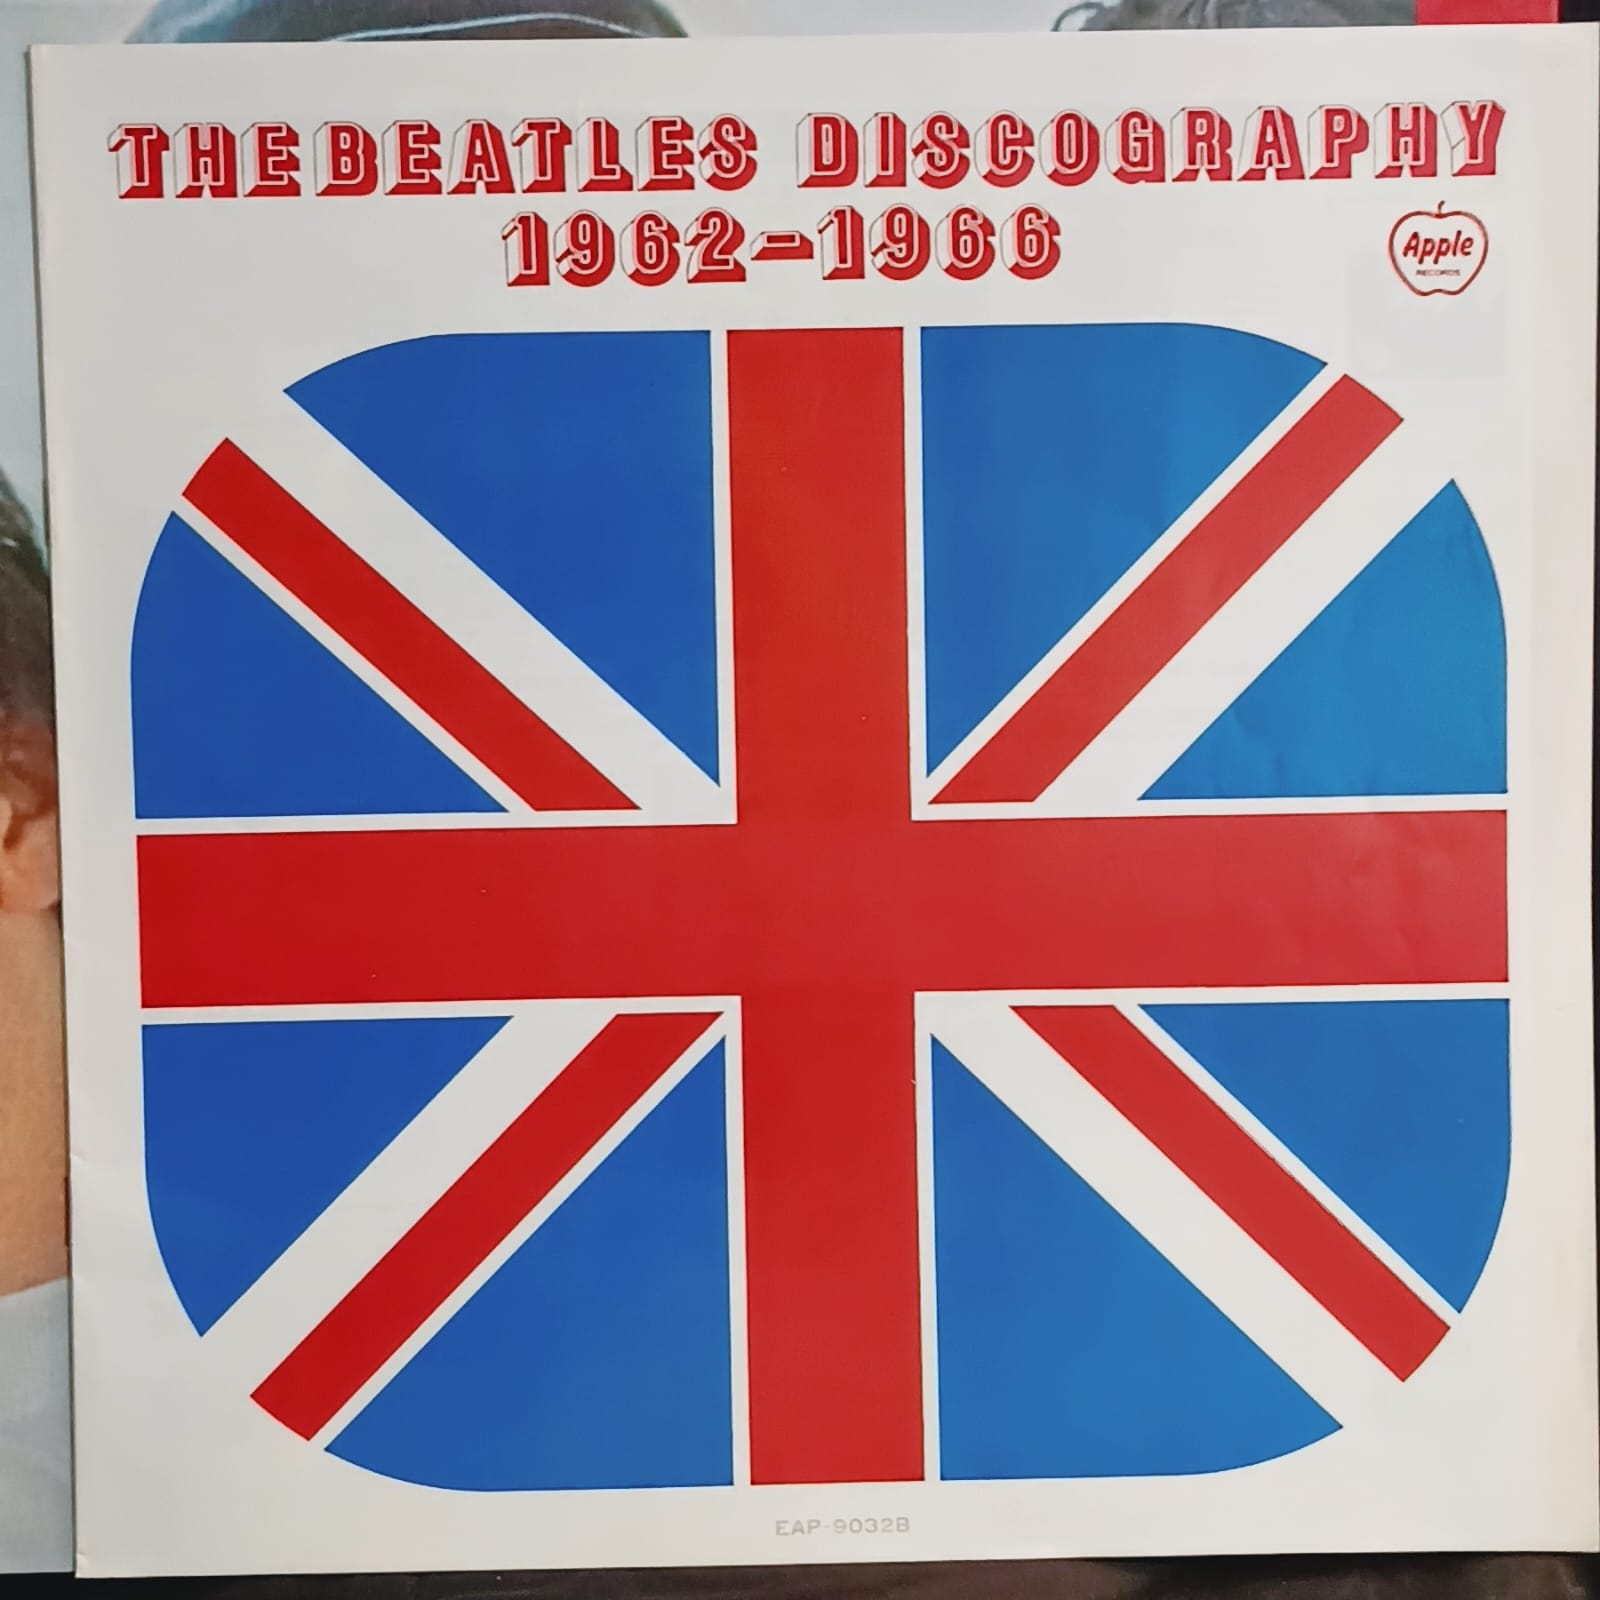 THE BEATLES DISCOGRAPHY
1962-1966
Apple
RECORDS
EAP-9032B